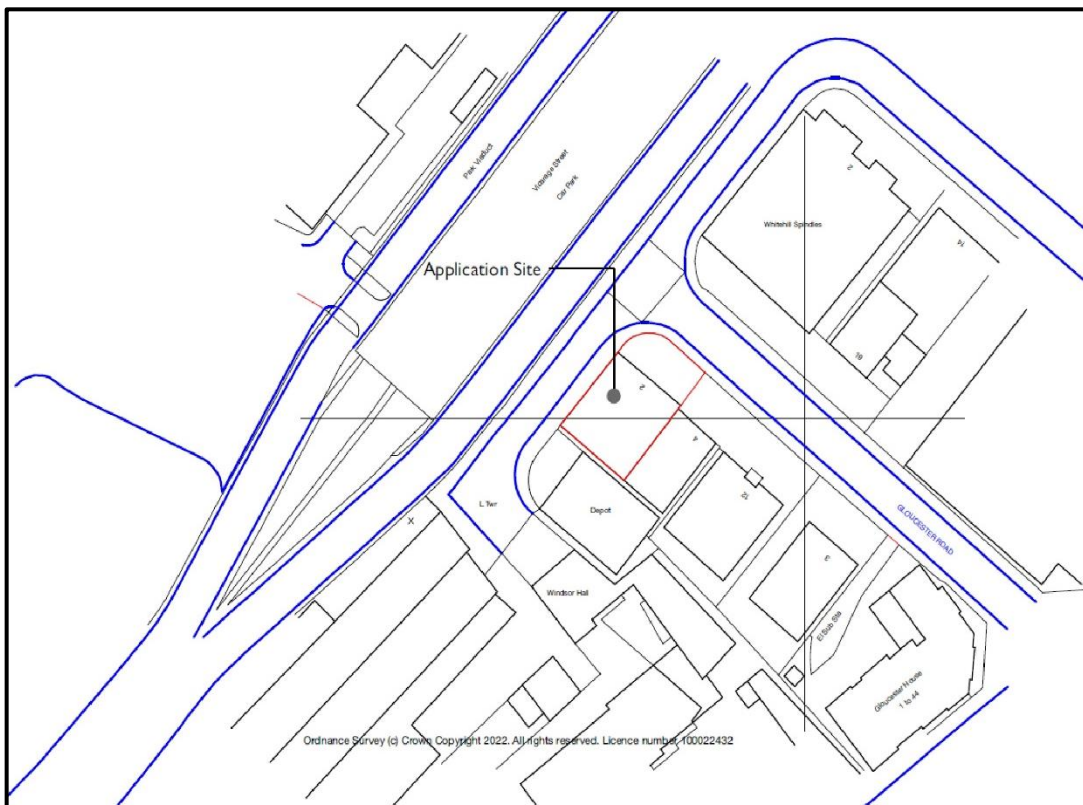 Park Viaduct
Vicarage Street
Car Park
2
Whitehill Spindles
14
Application Site
18
2
4
12
L Twr
X
Depot
GLOUCESTER ROAD
3
Windsor Hall
El Sub Sta
Gloucester House
1 to 44
Ordnance Survey (c) Crown Copyright 2022. All rights reserved. Licence number 100022432